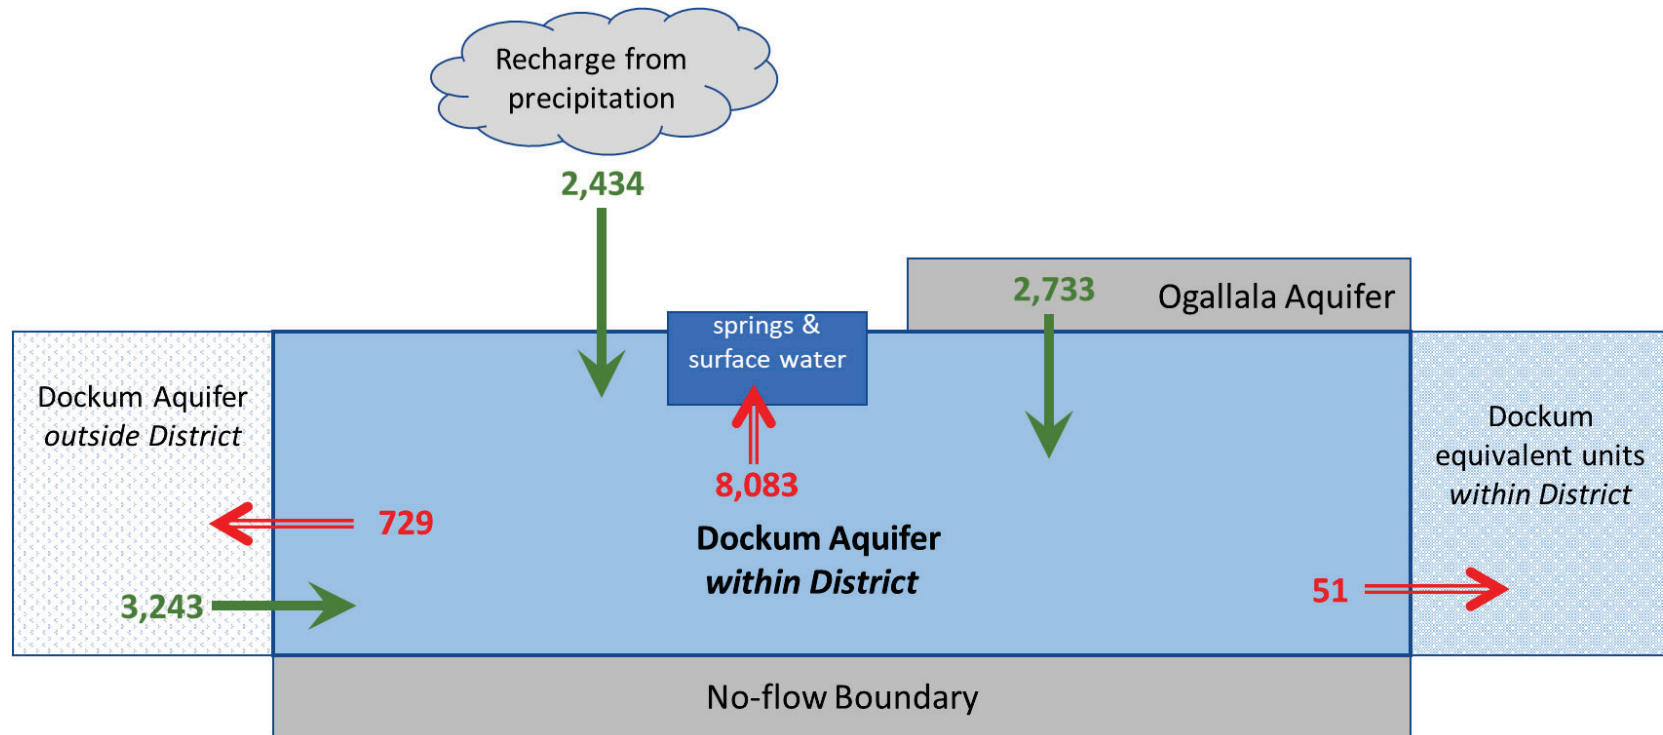 Recharge from
precipitation
2,434
2,733
Ogallala Aquifer
springs &
surface water
Dockum Aquifer
outside District
Dockum
equivalent units
within District
8,083
729
Dockum Aquifer
within District
3,243
51
No-flow Boundary